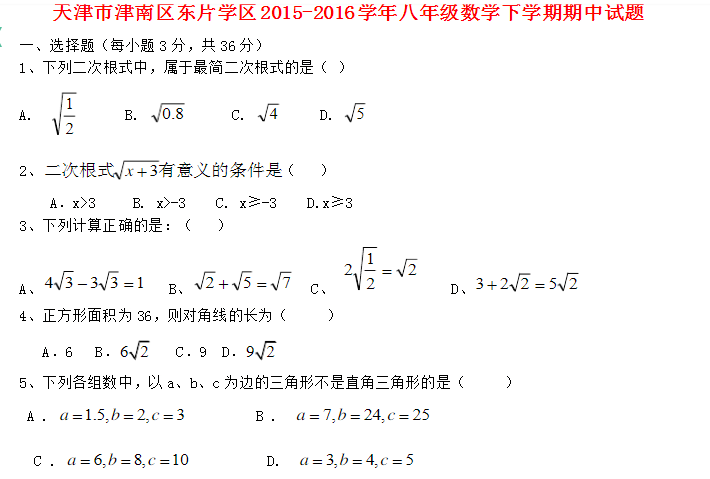 天津市津南区东片学区2015-2016学年八年级数学下学期期中试题
一、选择题（每小题3分，共36分）
1、下列二次根式中，属于最简二次根式的是（ ）
A. √(1/2) B. √0.8 C. √4 D. √5
2、二次根式√(x+3)有意义的条件是（ ）
A．x>3 B. x>-3 C. x≥-3 D.x≥3
3、下列计算正确的是：（ ）
A、4√3-3√3=1 B、√2+√5=√7 C、2√(1/2)=√2 D、3+2√2=5√2
4、正方形面积为36，则对角线的长为（ ）
A．6 B．6√2 C．9 D．9√2
5、下列各组数中，以a、b、c为边的三角形不是直角三角形的是（ ）
A． a=1.5,b=2,c=3 B． a=7,b=24,c=25
C． a=6,b=8,c=10 D. a=3,b=4,c=5